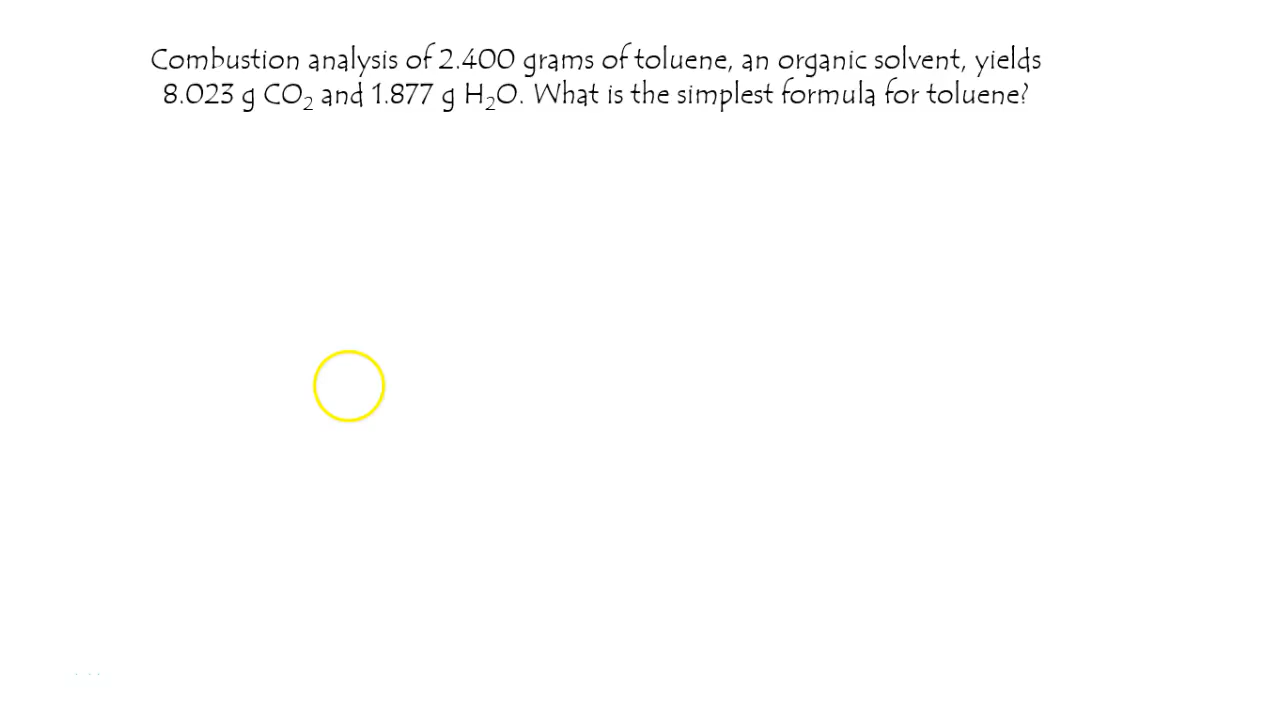 Combustion analysis of 2.400 grams of toluene, an organic solvent, yields
8.023 g CO₂ and 1.877 g H₂O. What is the simplest formula for toluene?